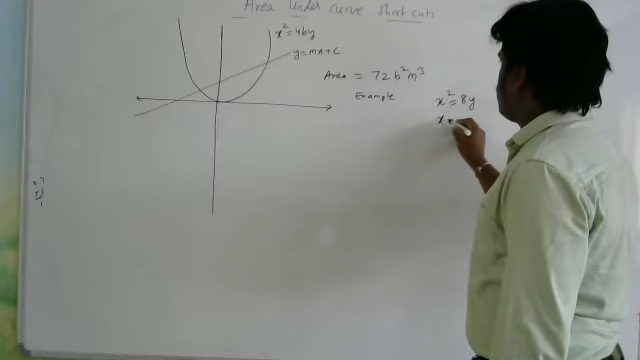 Area Under curve Short cuts
x² = 4by
y = mx + c
Area = 72 b² m³
Example
x² = 8y
x